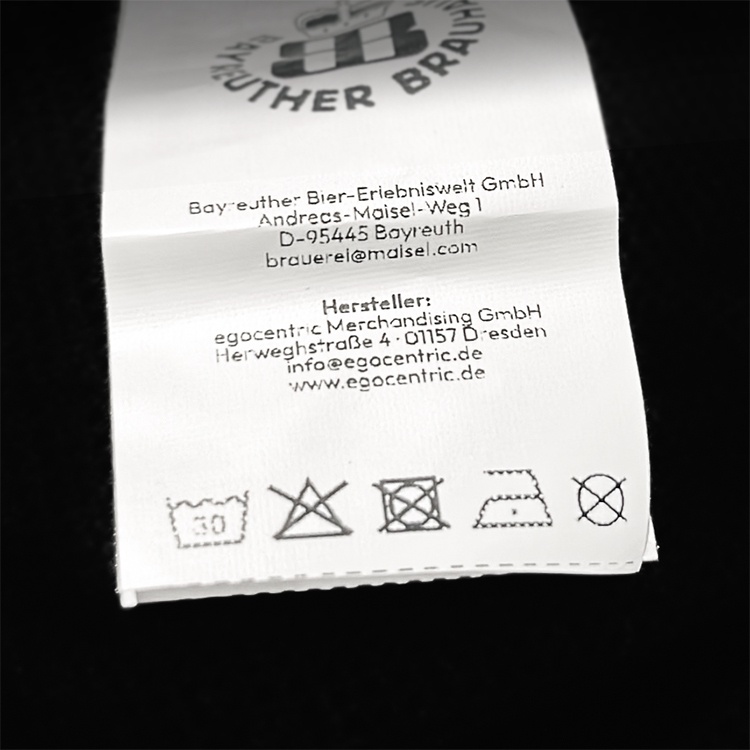 BAYREUTHER BRAUHAUS
Bayreuther Bier-Erlebniswelt GmbH
Andreas-Maisel-Weg 1
D-95445 Bayreuth
brauerei@maisel.com
Hersteller:
egocentric Merchandising GmbH
Herweghstraße 4 · 01157 Dresden
info@egocentric.de
www.egocentric.de
30